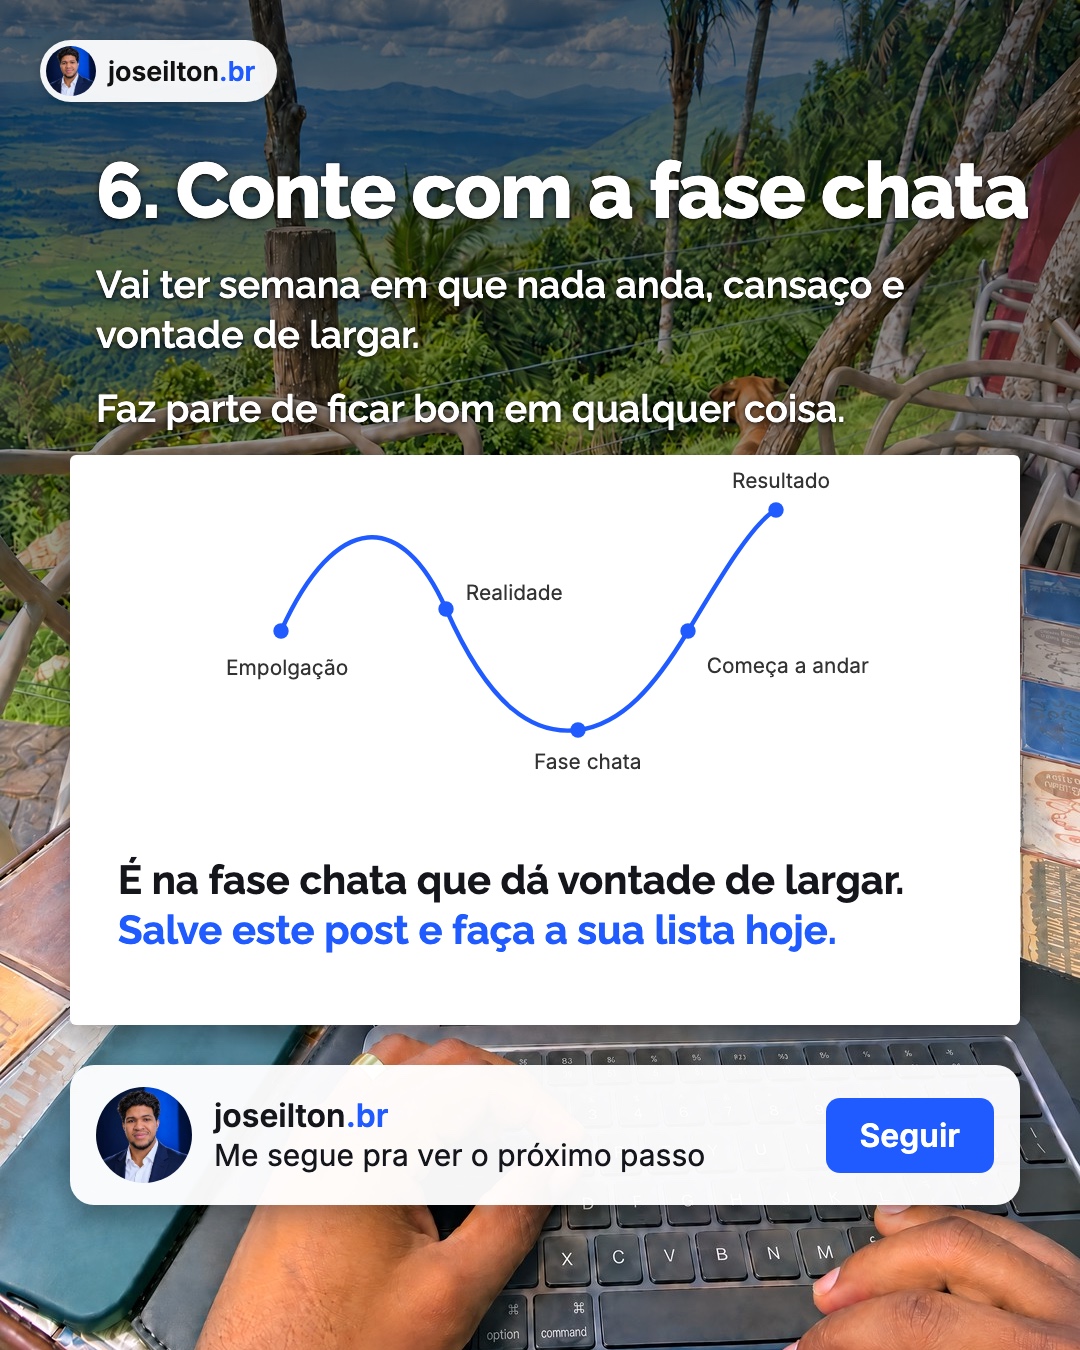 joseilton.br
6. Conte com a fase chata
Vai ter semana em que nada anda, cansaço e
vontade de largar.
Faz parte de ficar bom em qualquer coisa.
Resultado
Realidade
Empolgação
Começa a andar
Fase chata
É na fase chata que dá vontade de largar.
Salve este post e faça a sua lista hoje.
joseilton.br
Me segue pra ver o próximo passo
Seguir
X C V B N M
option
command